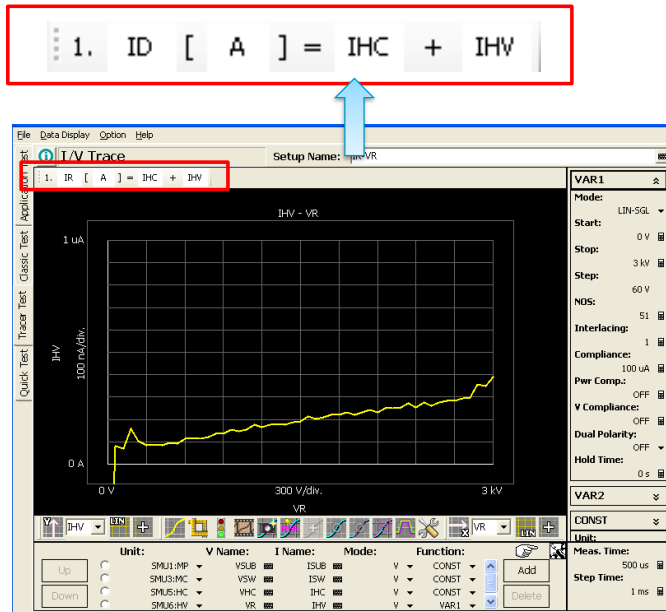 1. ID [ A ] = IHC + IHV
File Data Display Option Help
I/V Trace Setup Name: IR-VR
Application Test
Classic Test
Tracer Test
Quick Test
1. IR [ A ] = IHC + IHV
IHV - VR
1 uA
IHV
100 nA/div.
0 A
0 V 300 V/div. 3 kV
VR
Y IHV LIN X VR LIN
Unit: V Name: I Name: Mode: Function:
SMU1:MP VSUB ISUB V CONST
SMU3:MC VSW ISW V CONST
SMU5:HC VHC IHC V CONST
SMU6:HV VR IHV V VAR1
Up
Down
Add
Delete
VAR1
Mode:
LIN-SGL
Start:
0 V
Stop:
3 kV
Step:
60 V
NOS:
51
Interlacing:
1
Compliance:
100 uA
Pwr Comp.:
OFF
V Compliance:
OFF
Dual Polarity:
OFF
Hold Time:
0 s
VAR2
CONST
Unit:
Meas. Time:
500 us
Step Time:
1 ms